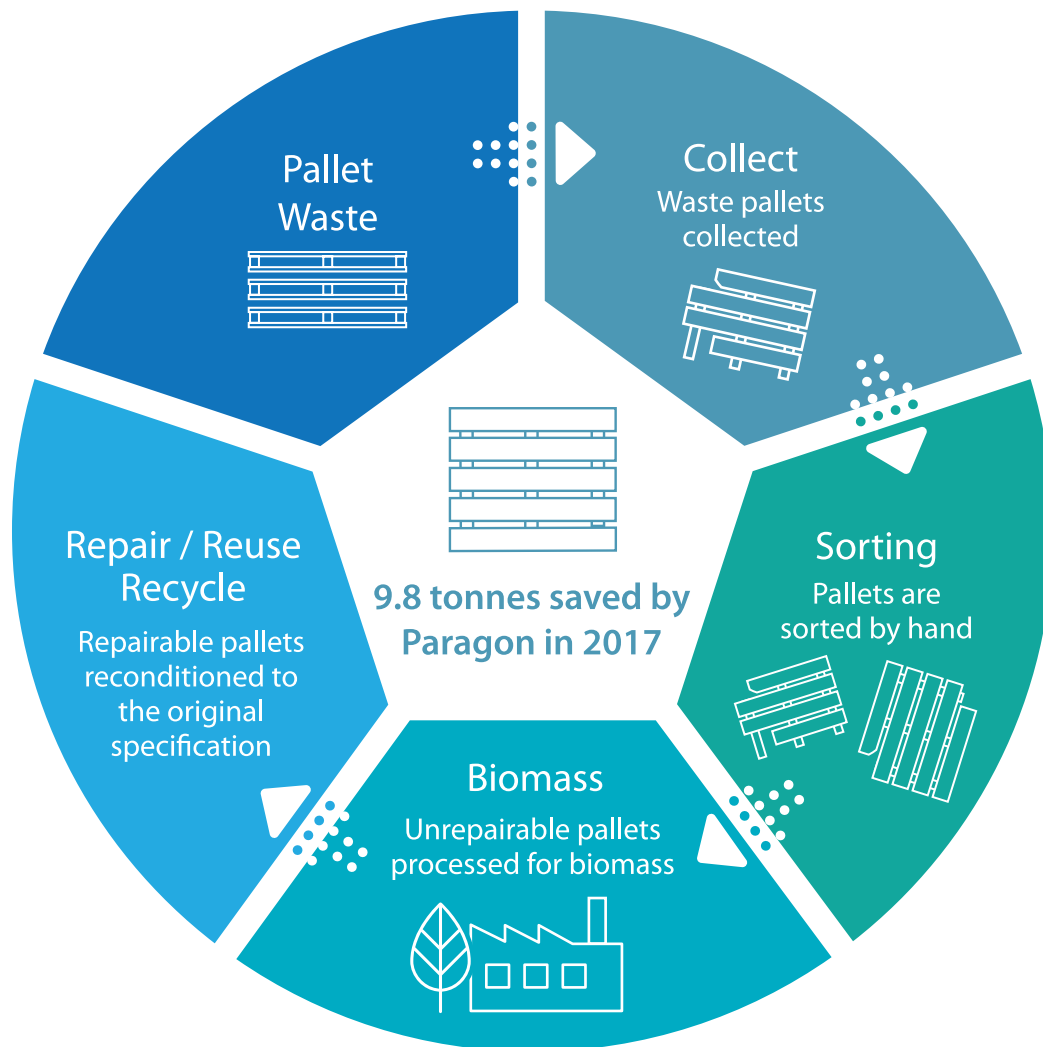 Pallet
Waste
Collect
Waste pallets
collected
Sorting
Pallets are
sorted by hand
Biomass
Unrepairable pallets
processed for biomass
Repair / Reuse
Recycle
Repairable pallets
reconditioned to
the original
specification
9.8 tonnes saved by
Paragon in 2017